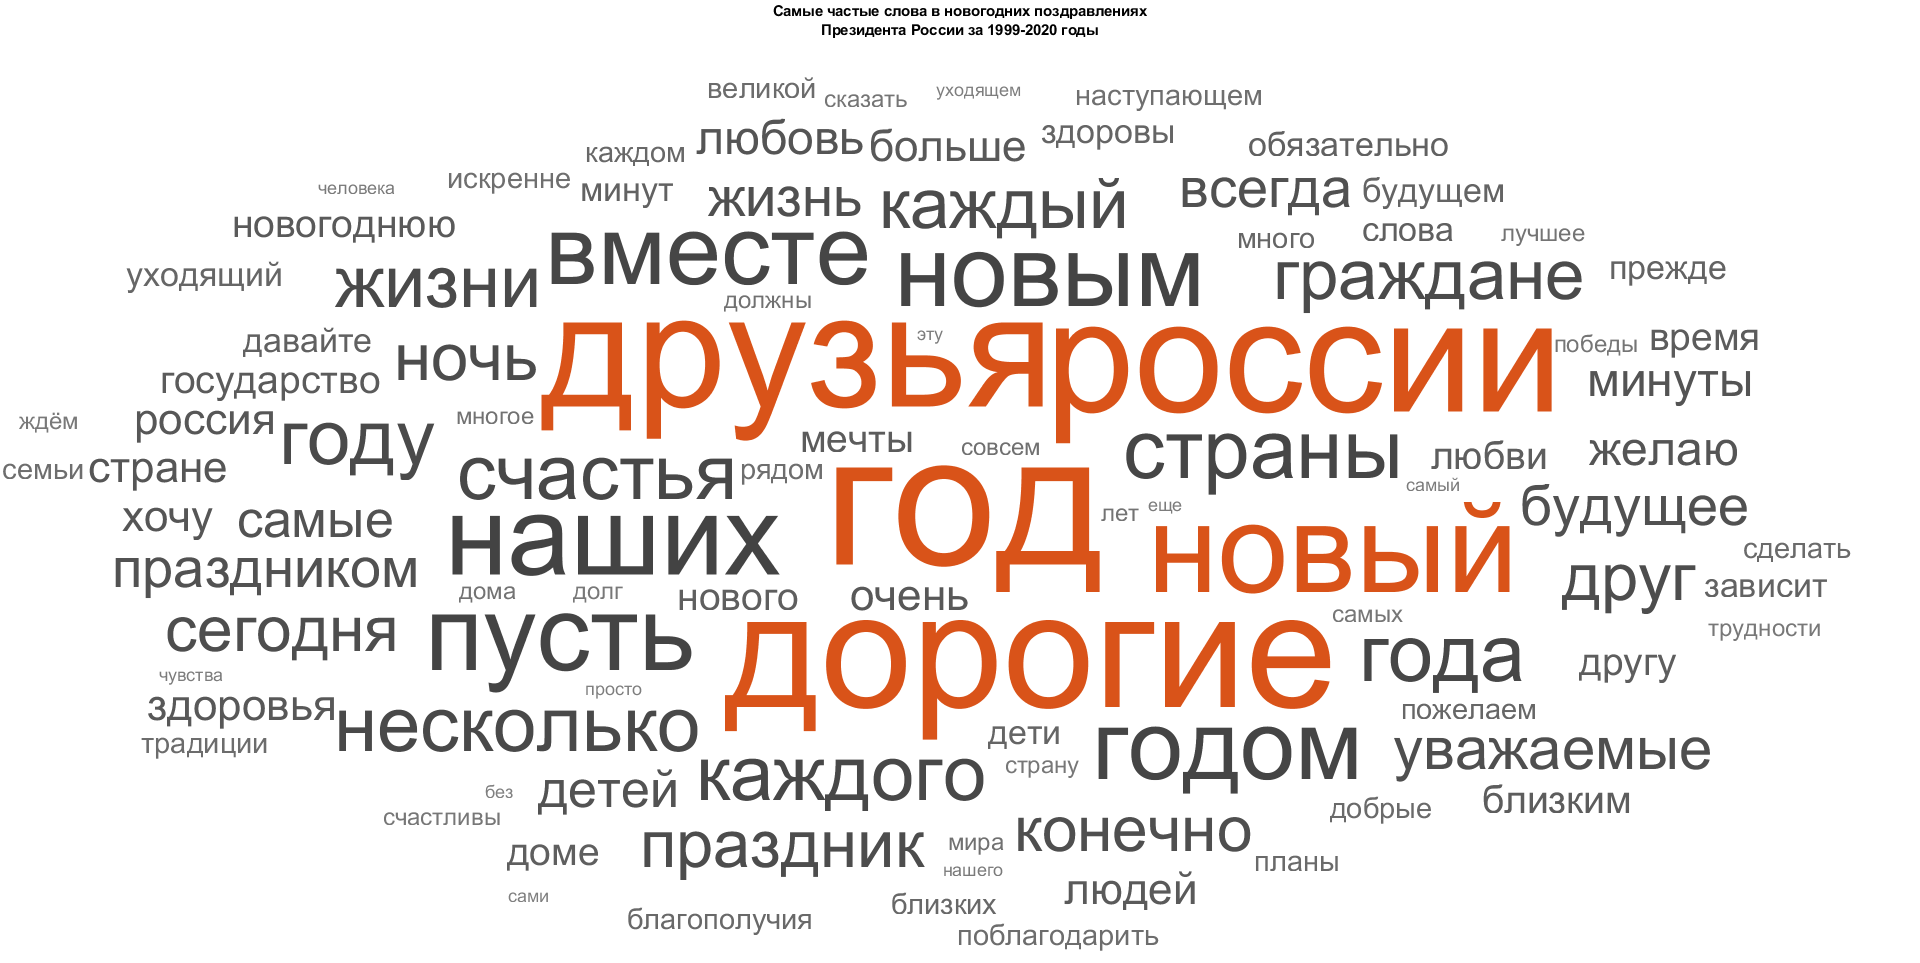 Самые частые слова в новогодних поздравлениях
Президента России за 1999-2020 годы
великой сказать уходящем наступающем
любовь больше здоровы обязательно
каждом искренне минут жизнь каждый всегда будущем
человека новогоднюю вместе новым много слова лучшее
уходящий жизни должны граждане прежде
давайте ночь друзья эту россии победы время
государство минуты
ждём россия году многое мечты совсем страны любви желаю
семьи стране счастья рядом год самый
хочу самые наших лет еще новый будущее
праздником дома долг нового очень друг сделать
зависит
сегодня пусть дорогие самых года другу трудности
чувства просто
здоровья несколько дети годом пожелаем
традиции каждого страну уважаемые
без детей добрые близким
счастливы доме праздник мира конечно планы
сами нашего людей
благополучия близких поблагодарить